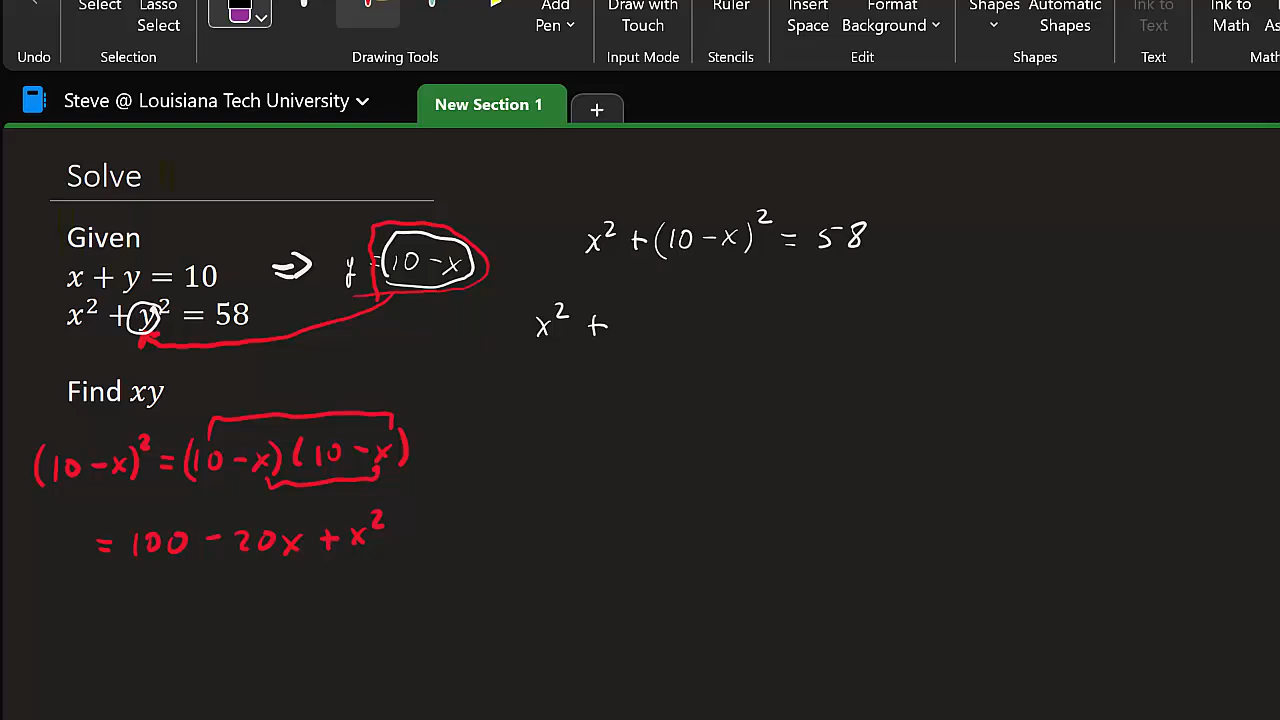 Select
Lasso Select
Add Pen
Draw with Touch
Ruler
Insert Space
Format Background
Shapes
Automatic Shapes
Ink to Text
Ink to Math
Undo
Selection
Drawing Tools
Input Mode
Stencils
Edit
Shapes
Text
Math
Steve @ Louisiana Tech University
New Section 1
+
Solve
Given
x + y = 10 ⇒ y = 10 - x
x² + y² = 58
x² + (10 - x)² = 58
x² +
Find xy
(10 - x)² = (10 - x)(10 - x)
= 100 - 20x + x²